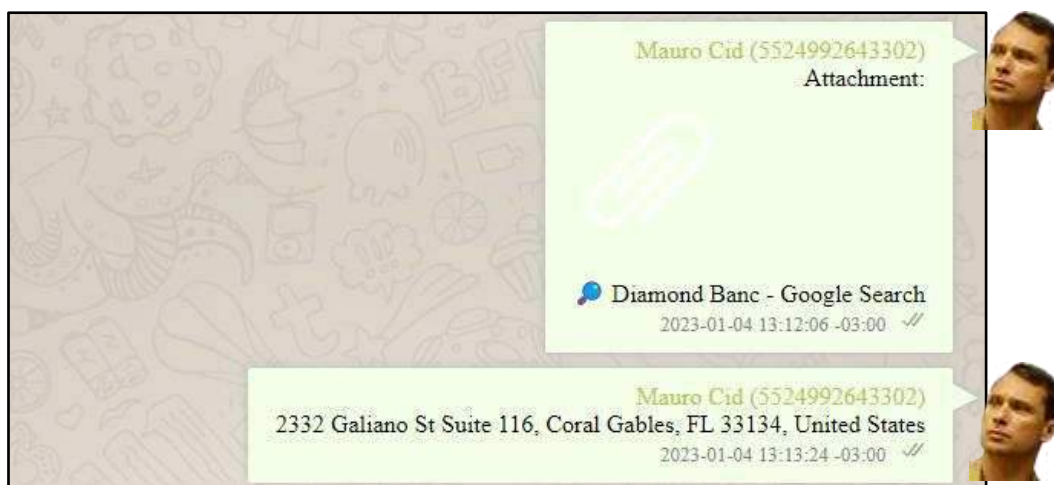 Mauro Cid (5524992643302)
Attachment:
🔎 Diamond Banc - Google Search
2023-01-04 13:12:06 -03:00
Mauro Cid (5524992643302)
2332 Galiano St Suite 116, Coral Gables, FL 33134, United States
2023-01-04 13:13:24 -03:00